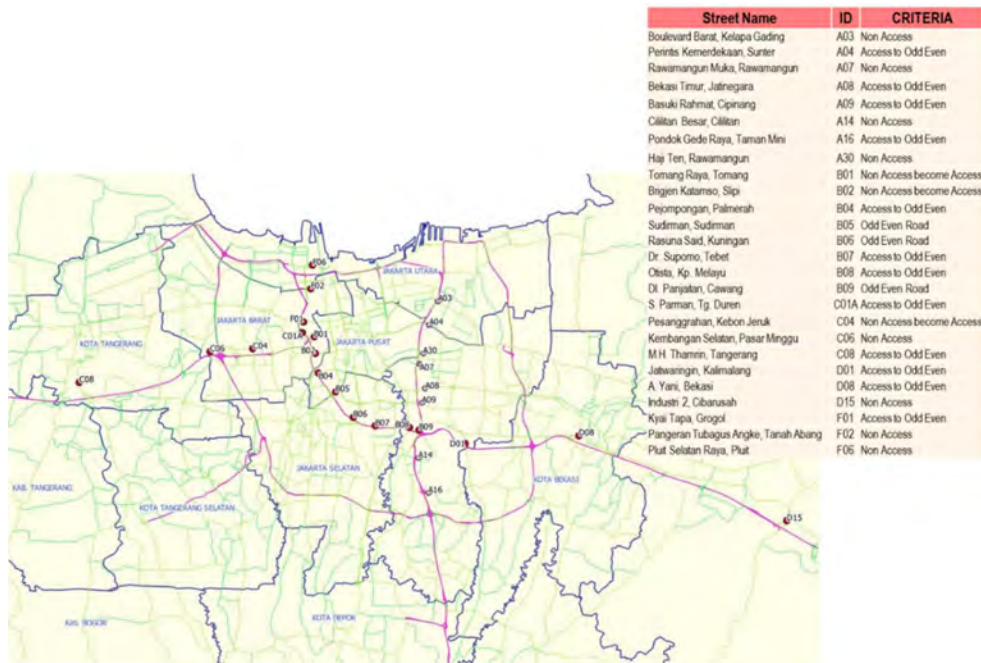 Street Name ID CRITERIA
Boulevard Barat, Kelapa Gading A03 Non Access
Perintis Kemerdekaan, Sunter A04 Access to Odd Even
Rawamangun Muka, Rawamangun A07 Non Access
Bekasi Timur, Jatinegara A08 Access to Odd Even
Basuki Rahmat, Cipinang A09 Access to Odd Even
Cililitan Besar, Cililitan A14 Non Access
Pondok Gede Raya, Taman Mini A16 Access to Odd Even
Haji Ten, Rawamangun A30 Non Access
Tomang Raya, Tomang B01 Non Access become Access
Brigjen Katamso, Slipi B02 Non Access become Access
Pejompongan, Palmerah B04 Access to Odd Even
Sudirman, Sudirman B05 Odd Even Road
Rasuna Said, Kuningan B06 Odd Even Road
Dr. Supomo, Tebet B07 Access to Odd Even
Otista, Kp. Melayu B08 Access to Odd Even
DI. Panjaitan, Cawang B09 Odd Even Road
S. Parman, Tg. Duren C01A Access to Odd Even
Pesanggrahan, Kebon Jeruk C04 Non Access become Access
Kembangan Selatan, Pasar Minggu C06 Non Access
M.H. Thamrin, Tangerang C08 Access to Odd Even
Jatiwaringin, Kalimalang D01 Access to Odd Even
A. Yani, Bekasi D08 Access to Odd Even
Industri 2, Cibarusah D15 Non Access
Kyai Tapa, Grogol F01 Access to Odd Even
Pangeran Tubagus Angke, Tanah Abang F02 Non Access
Pluit Selatan Raya, Pluit F06 Non Access
F06
JAKARTA UTARA
F02
A03
F01
JAKARTA BARAT
A04
C01A
B01
KOTA TANGERANG
JAKARTA PUSAT
C06
C04
B02
A30
A07
B04
C08
A08
B05
A09
B06
B07
B08
B09
D01
D08
A14
JAKARTA SELATAN
KAB. TANGERANG
KOTA BEKASI
A16
KOTA TANGERANG SELATAN
D15
KAB. BOGOR
KOTA DEPOK